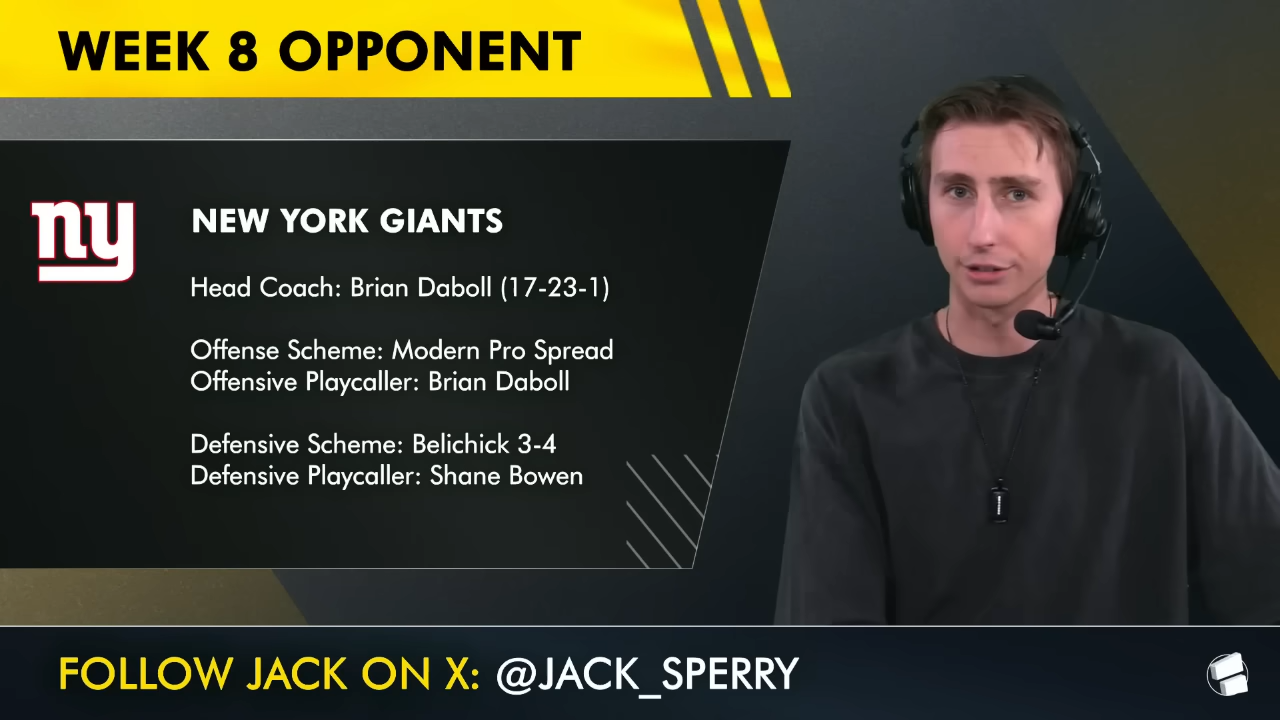 WEEK 8 OPPONENT
ny
NEW YORK GIANTS
Head Coach: Brian Daboll (17-23-1)
Offense Scheme: Modern Pro Spread
Offensive Playcaller: Brian Daboll
Defensive Scheme: Belichick 3-4
Defensive Playcaller: Shane Bowen
FOLLOW JACK ON X: @JACK_SPERRY